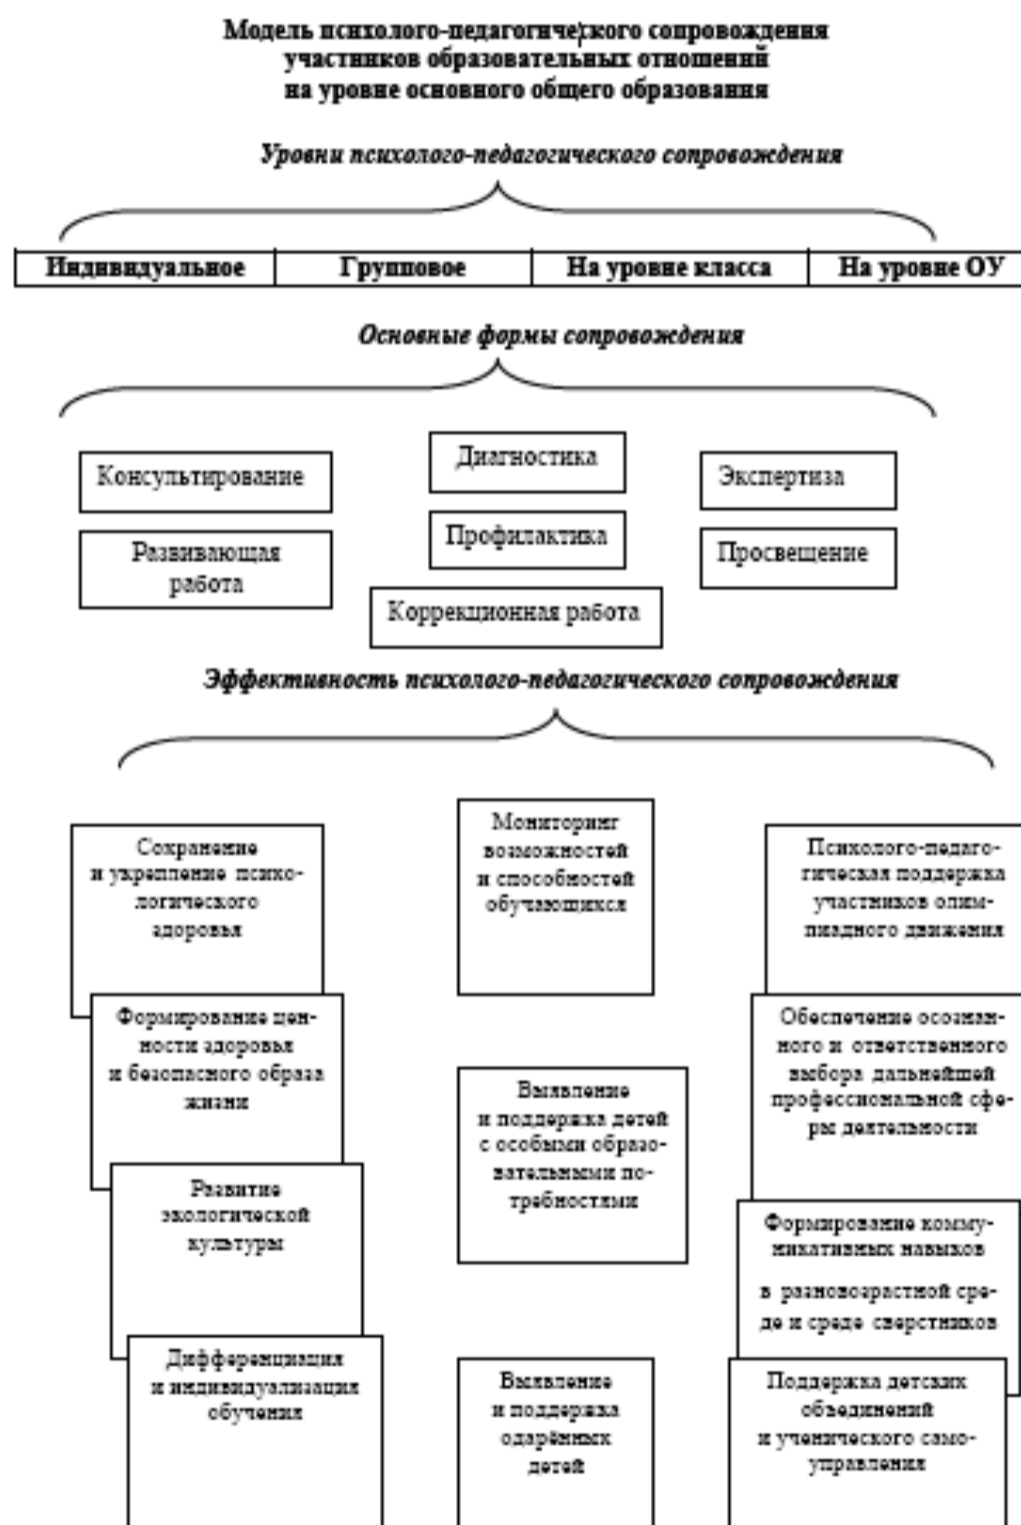 Модель психолого-педагогического сопровождения
участников образовательных отношений
на уровне основного общего образования
Уровни психолого-педагогического сопровождения
Индивидуальное
Групповое
На уровне класса
На уровне ОУ
Основные формы сопровождения
Консультирование
Диагностика
Экспертиза
Развивающая
работа
Профилактика
Просвещение
Коррекционная работа
Эффективность психолого-педагогического сопровождения
Сохранение
и укрепление психо-
логического
здоровья
Формирование цен-
ности здоровья
и безопасного образа
жизни
Развитие
экологической
культуры
Дифференциация
и индивидуализация
обучения
Мониторинг
возможностей
и способностей
обучающихся
Выявление
и поддержка детей
с особыми образо-
вательными по-
требностями
Выявление
и поддержка
одарённых
детей
Психолого-педаго-
гическая поддержка
участников олим-
пиадного движения
Обеспечение осознан-
ного и ответственного
выбора дальнейшей
профессиональной сфе-
ры деятельности
Формирование комму-
никативных навыков
в разновозрастной сре-
де и среде сверстников
Поддержка детских
объединений
и ученического само-
управления